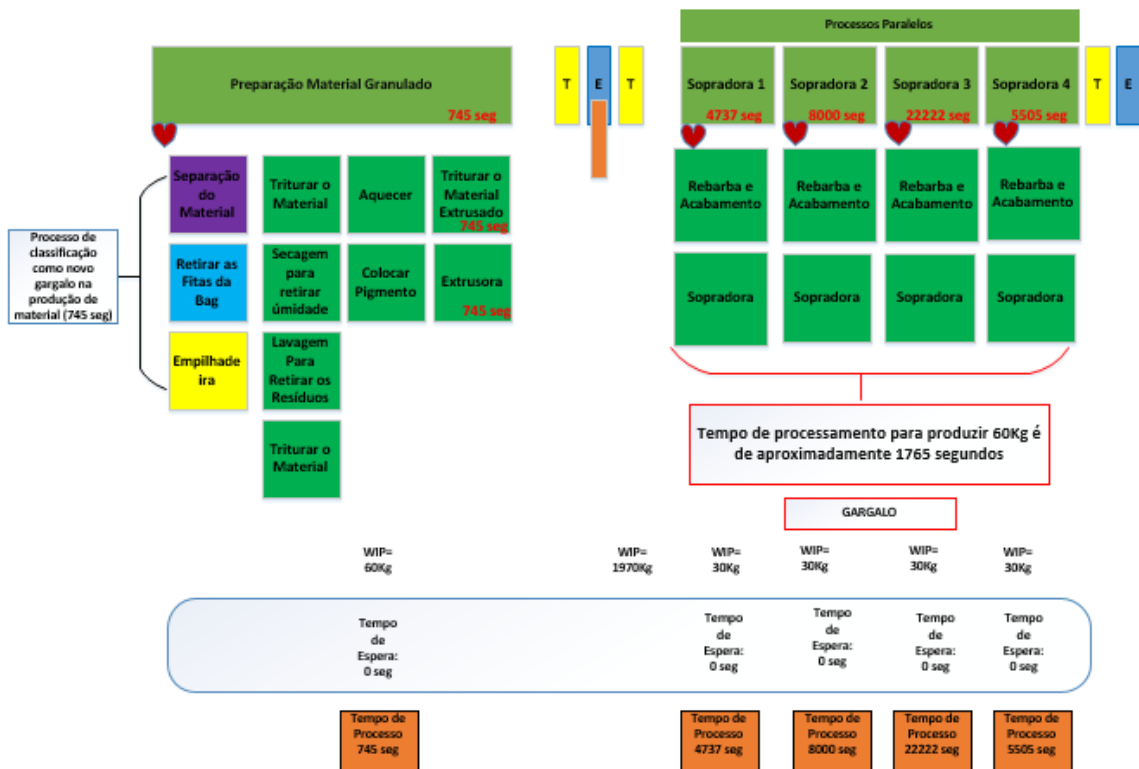 Processos Paralelos
Preparação Material Granulado
745 seg
T
E
T
Sopradora 1
4737 seg
Sopradora 2
8000 seg
Sopradora 3
22222 seg
Sopradora 4
5505 seg
T
E
Processo de
classificação
como novo
gargalo na
produção de
material (745 seg)
Separação
do
Material
Triturar o
Material
Aquecer
Triturar o
Material
Extrusado
745 seg
Retirar as
Fitas da
Bag
Secagem
para
retirar
úmidade
Colocar
Pigmento
Extrusora
745 seg
Empilhade
ira
Lavagem
Para
Retirar os
Resíduos
Triturar o
Material
Rebarba e
Acabamento
Rebarba e
Acabamento
Rebarba e
Acabamento
Rebarba e
Acabamento
Sopradora
Sopradora
Sopradora
Sopradora
Tempo de processamento para produzir 60Kg é
de aproximadamente 1765 segundos
GARGALO
WIP=
60Kg
WIP=
1970Kg
WIP=
30Kg
WIP=
30Kg
WIP=
30Kg
WIP=
30Kg
Tempo
de
Espera:
0 seg
Tempo
de
Espera:
0 seg
Tempo
de
Espera:
0 seg
Tempo
de
Espera:
0 seg
Tempo
de
Espera:
0 seg
Tempo de
Processo
745 seg
Tempo de
Processo
4737 seg
Tempo de
Processo
8000 seg
Tempo de
Processo
22222 seg
Tempo de
Processo
5505 seg